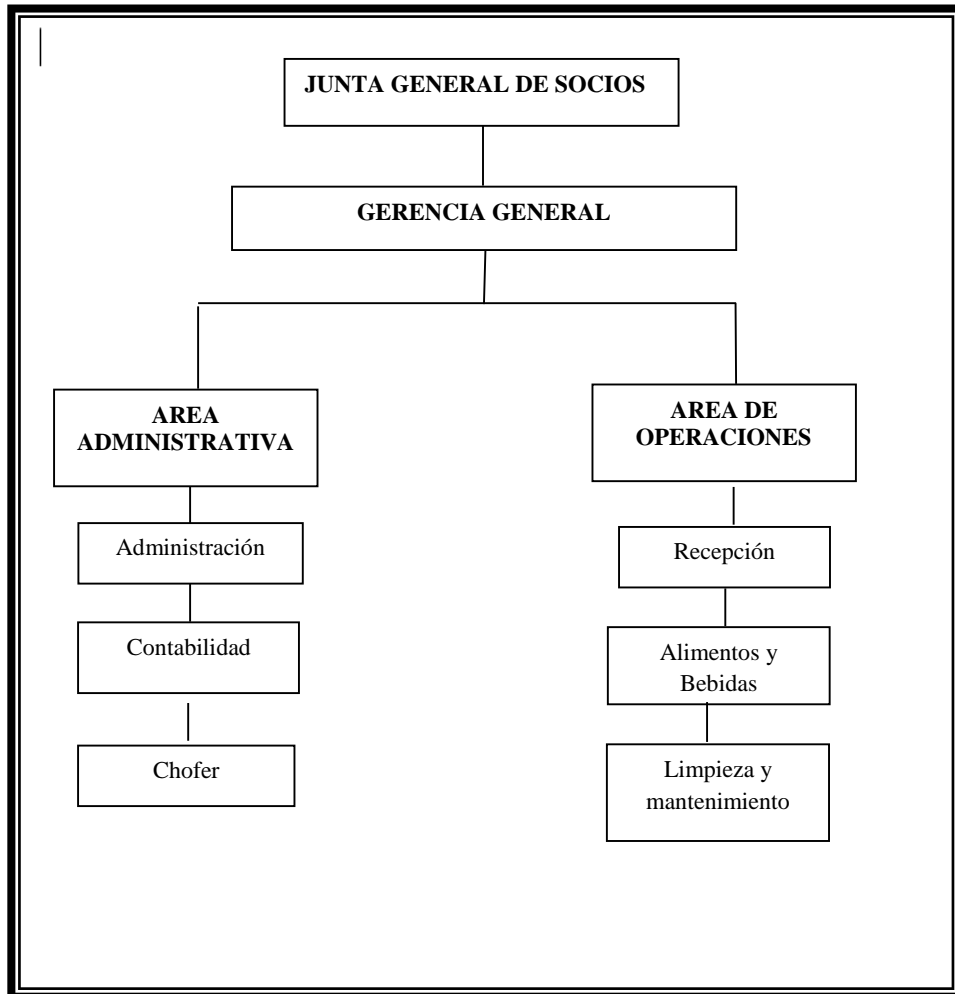 JUNTA GENERAL DE SOCIOS
GERENCIA GENERAL
AREA
ADMINISTRATIVA
Administración
Contabilidad
Chofer
AREA DE
OPERACIONES
Recepción
Alimentos y
Bebidas
Limpieza y
mantenimiento